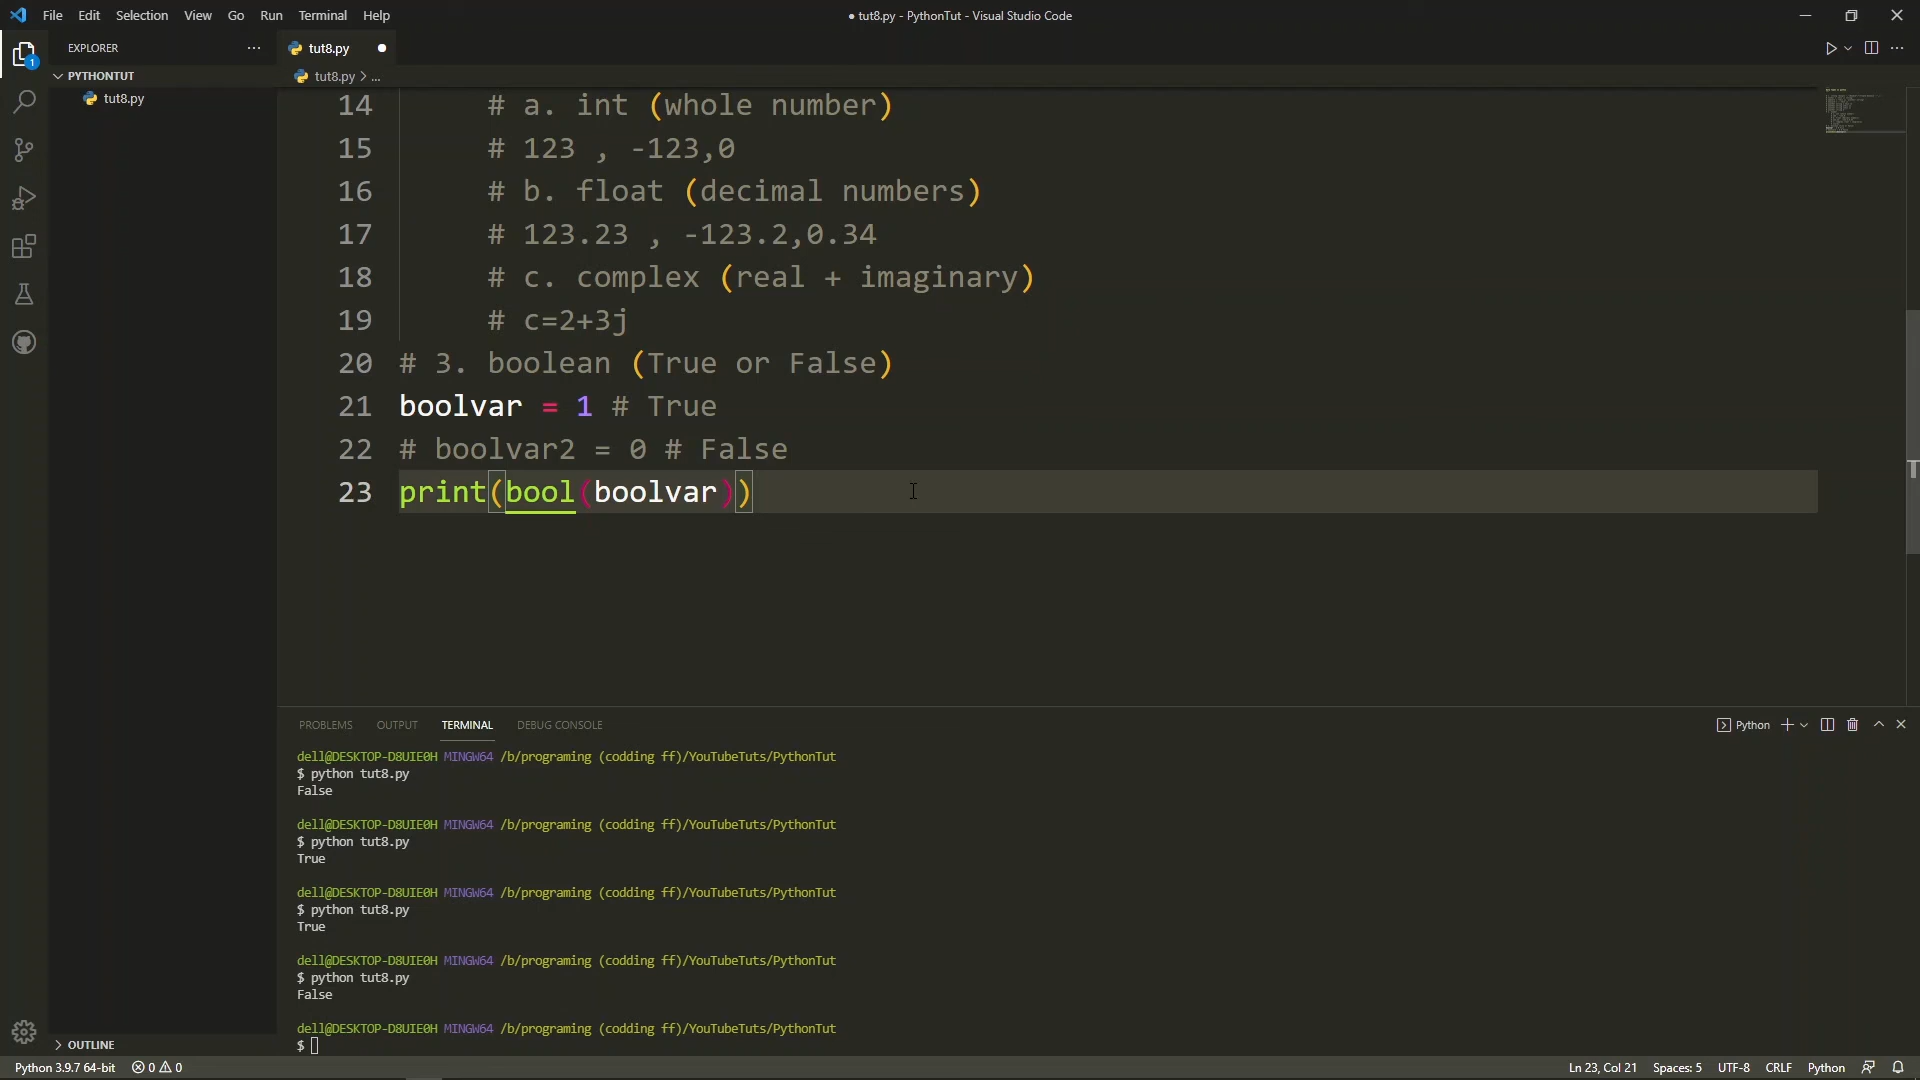 File Edit Selection View Go Run Terminal Help
● tut8.py - PythonTut - Visual Studio Code
EXPLORER
tut8.py
PYTHONTUT
tut8.py > ...
tut8.py
1
14 # a. int (whole number)
15 # 123 , -123,0
16 # b. float (decimal numbers)
17 # 123.23 , -123.2,0.34
18 # c. complex (real + imaginary)
19 # c=2+3j
20 # 3. boolean (True or False)
21 boolvar = 1 # True
22 # boolvar2 = 0 # False
23 print(bool(boolvar))
PROBLEMS OUTPUT TERMINAL DEBUG CONSOLE
Python
dell@DESKTOP-D8UIE0H MINGW64 /b/programing (codding ff)/YouTubeTuts/PythonTut
$ python tut8.py
False
dell@DESKTOP-D8UIE0H MINGW64 /b/programing (codding ff)/YouTubeTuts/PythonTut
$ python tut8.py
True
dell@DESKTOP-D8UIE0H MINGW64 /b/programing (codding ff)/YouTubeTuts/PythonTut
$ python tut8.py
True
dell@DESKTOP-D8UIE0H MINGW64 /b/programing (codding ff)/YouTubeTuts/PythonTut
$ python tut8.py
False
dell@DESKTOP-D8UIE0H MINGW64 /b/programing (codding ff)/YouTubeTuts/PythonTut
$
OUTLINE
Python 3.9.7 64-bit 0 0
Ln 23, Col 21 Spaces: 5 UTF-8 CRLF Python